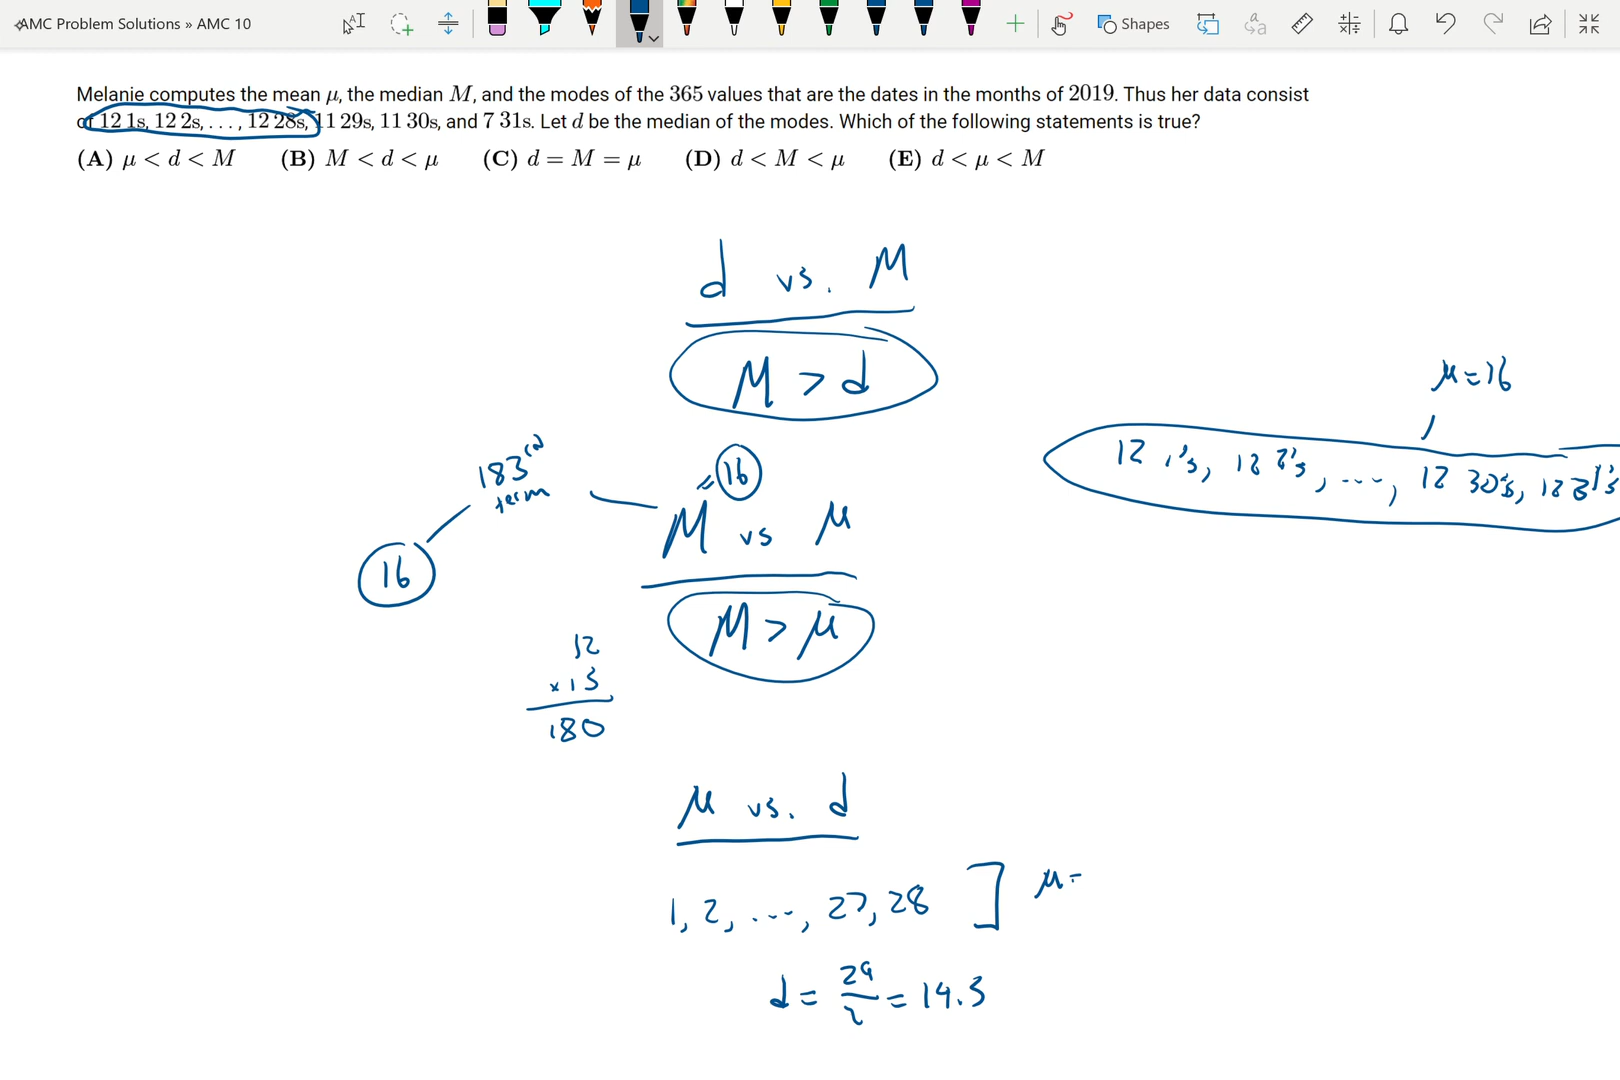 AMC Problem Solutions » AMC 10
Shapes
Melanie computes the mean μ, the median M, and the modes of the 365 values that are the dates in the months of 2019. Thus her data consist
of 12 1s, 12 2s, . . . , 12 28s, 11 29s, 11 30s, and 7 31s. Let d be the median of the modes. Which of the following statements is true?
(A) μ < d < M (B) M < d < μ (C) d = M = μ (D) d < M < μ (E) d < μ < M
d vs. M
M > d
μ = 16
12 1's, 12 2's, ..., 12 30's, 12 31's
183rd
term
= 16
M vs μ
16
M > μ
12
x 15
180
μ vs. d
1, 2, ..., 27, 28 ] μ =
d = 29/2 = 14.5